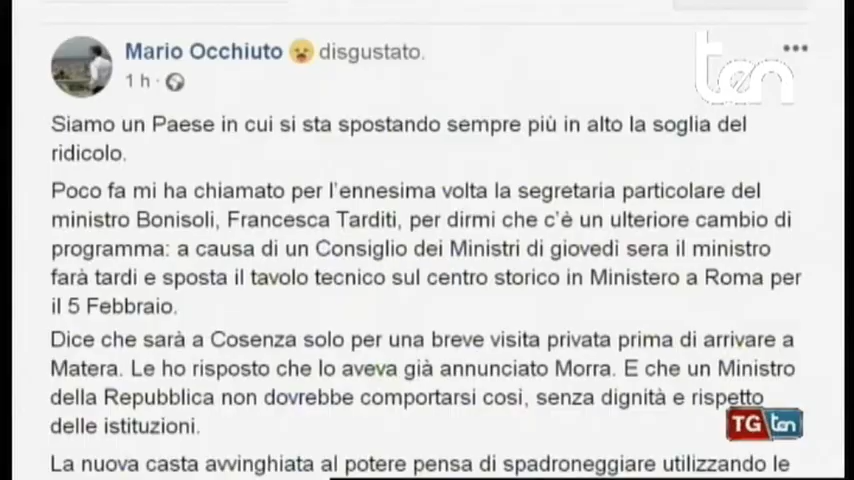 Mario Occhiuto disgustato.
1 h ·
ten
Siamo un Paese in cui si sta spostando sempre più in alto la soglia del
ridicolo.
Poco fa mi ha chiamato per l'ennesima volta la segretaria particolare del
ministro Bonisoli, Francesca Tarditi, per dirmi che c'è un ulteriore cambio di
programma: a causa di un Consiglio dei Ministri di giovedì sera il ministro
farà tardi e sposta il tavolo tecnico sul centro storico in Ministero a Roma per
il 5 Febbraio.
Dice che sarà a Cosenza solo per una breve visita privata prima di arrivare a
Matera. Le ho risposto che lo aveva già annunciato Morra. E che un Ministro
della Repubblica non dovrebbe comportarsi così, senza dignità e rispetto
delle istituzioni.
TG ten
La nuova casta avvinghiata al potere pensa di spadroneggiare utilizzando le